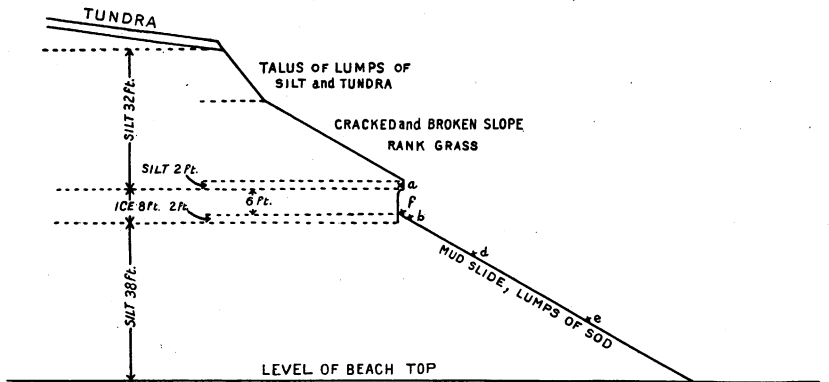 TUNDRA
TALUS OF LUMPS OF
SILT and TUNDRA
SILT 32 Ft.
CRACKED and BROKEN SLOPE
RANK GRASS
SILT 2 Ft.
a
ICE 8 Ft. 2 Ft.
6 Ft.
f
b
d
MUD SLIDE, LUMPS OF SOD
e
SILT 38 Ft.
LEVEL OF BEACH TOP